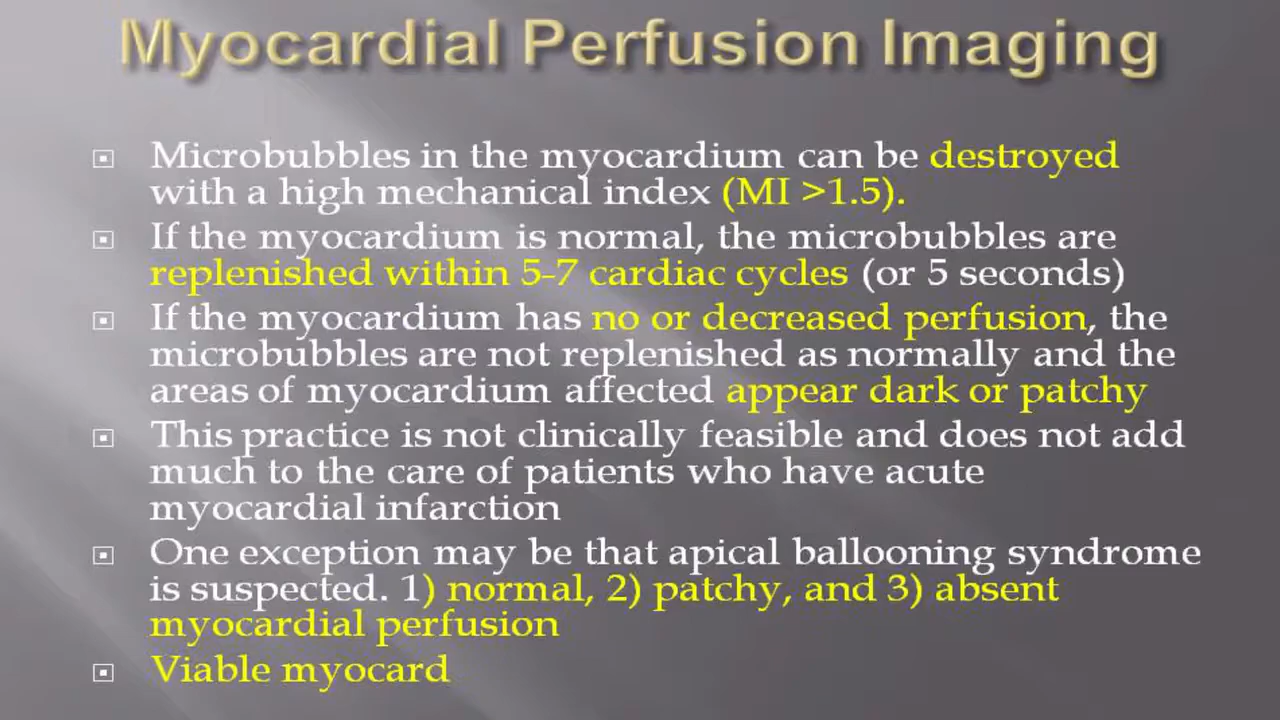 Myocardial Perfusion Imaging
Microbubbles in the myocardium can be destroyed
with a high mechanical index (MI >1.5).
If the myocardium is normal, the microbubbles are
replenished within 5-7 cardiac cycles (or 5 seconds)
If the myocardium has no or decreased perfusion, the
microbubbles are not replenished as normally and the
areas of myocardium affected appear dark or patchy
This practice is not clinically feasible and does not add
much to the care of patients who have acute
myocardial infarction
One exception may be that apical ballooning syndrome
is suspected. 1) normal, 2) patchy, and 3) absent
myocardial perfusion
Viable myocard